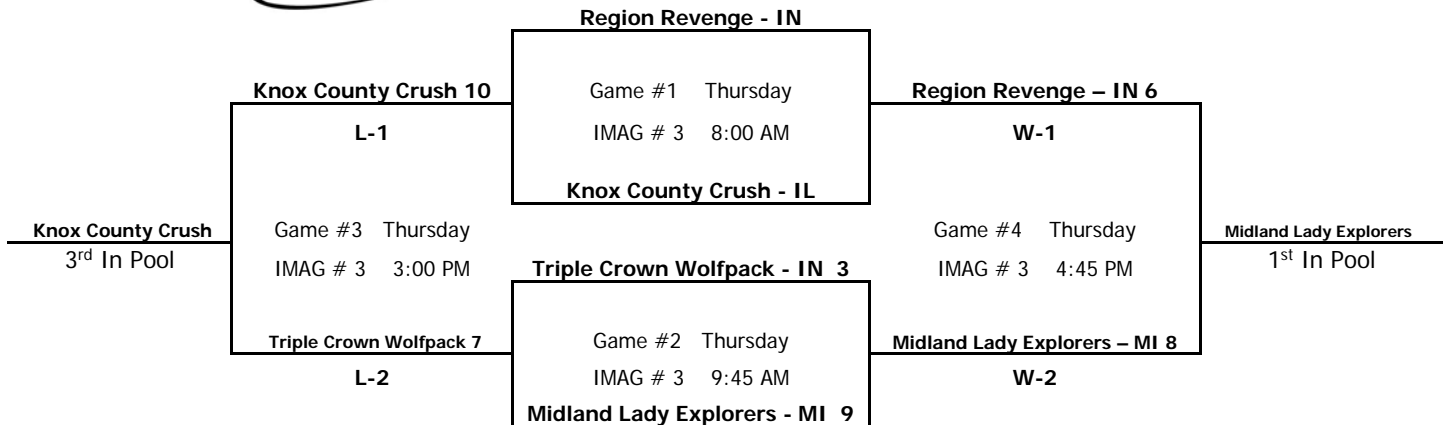 Region Revenge - IN
Knox County Crush 10 Game #1 Thursday Region Revenge – IN 6
L-1 IMAG # 3 8:00 AM W-1
Knox County Crush - IL
Knox County Crush Game #3 Thursday Game #4 Thursday Midland Lady Explorers
3rd In Pool IMAG # 3 3:00 PM Triple Crown Wolfpack - IN 3 IMAG # 3 4:45 PM 1st In Pool
Triple Crown Wolfpack 7 Game #2 Thursday Midland Lady Explorers – MI 8
L-2 IMAG # 3 9:45 AM W-2
Midland Lady Explorers - MI 9